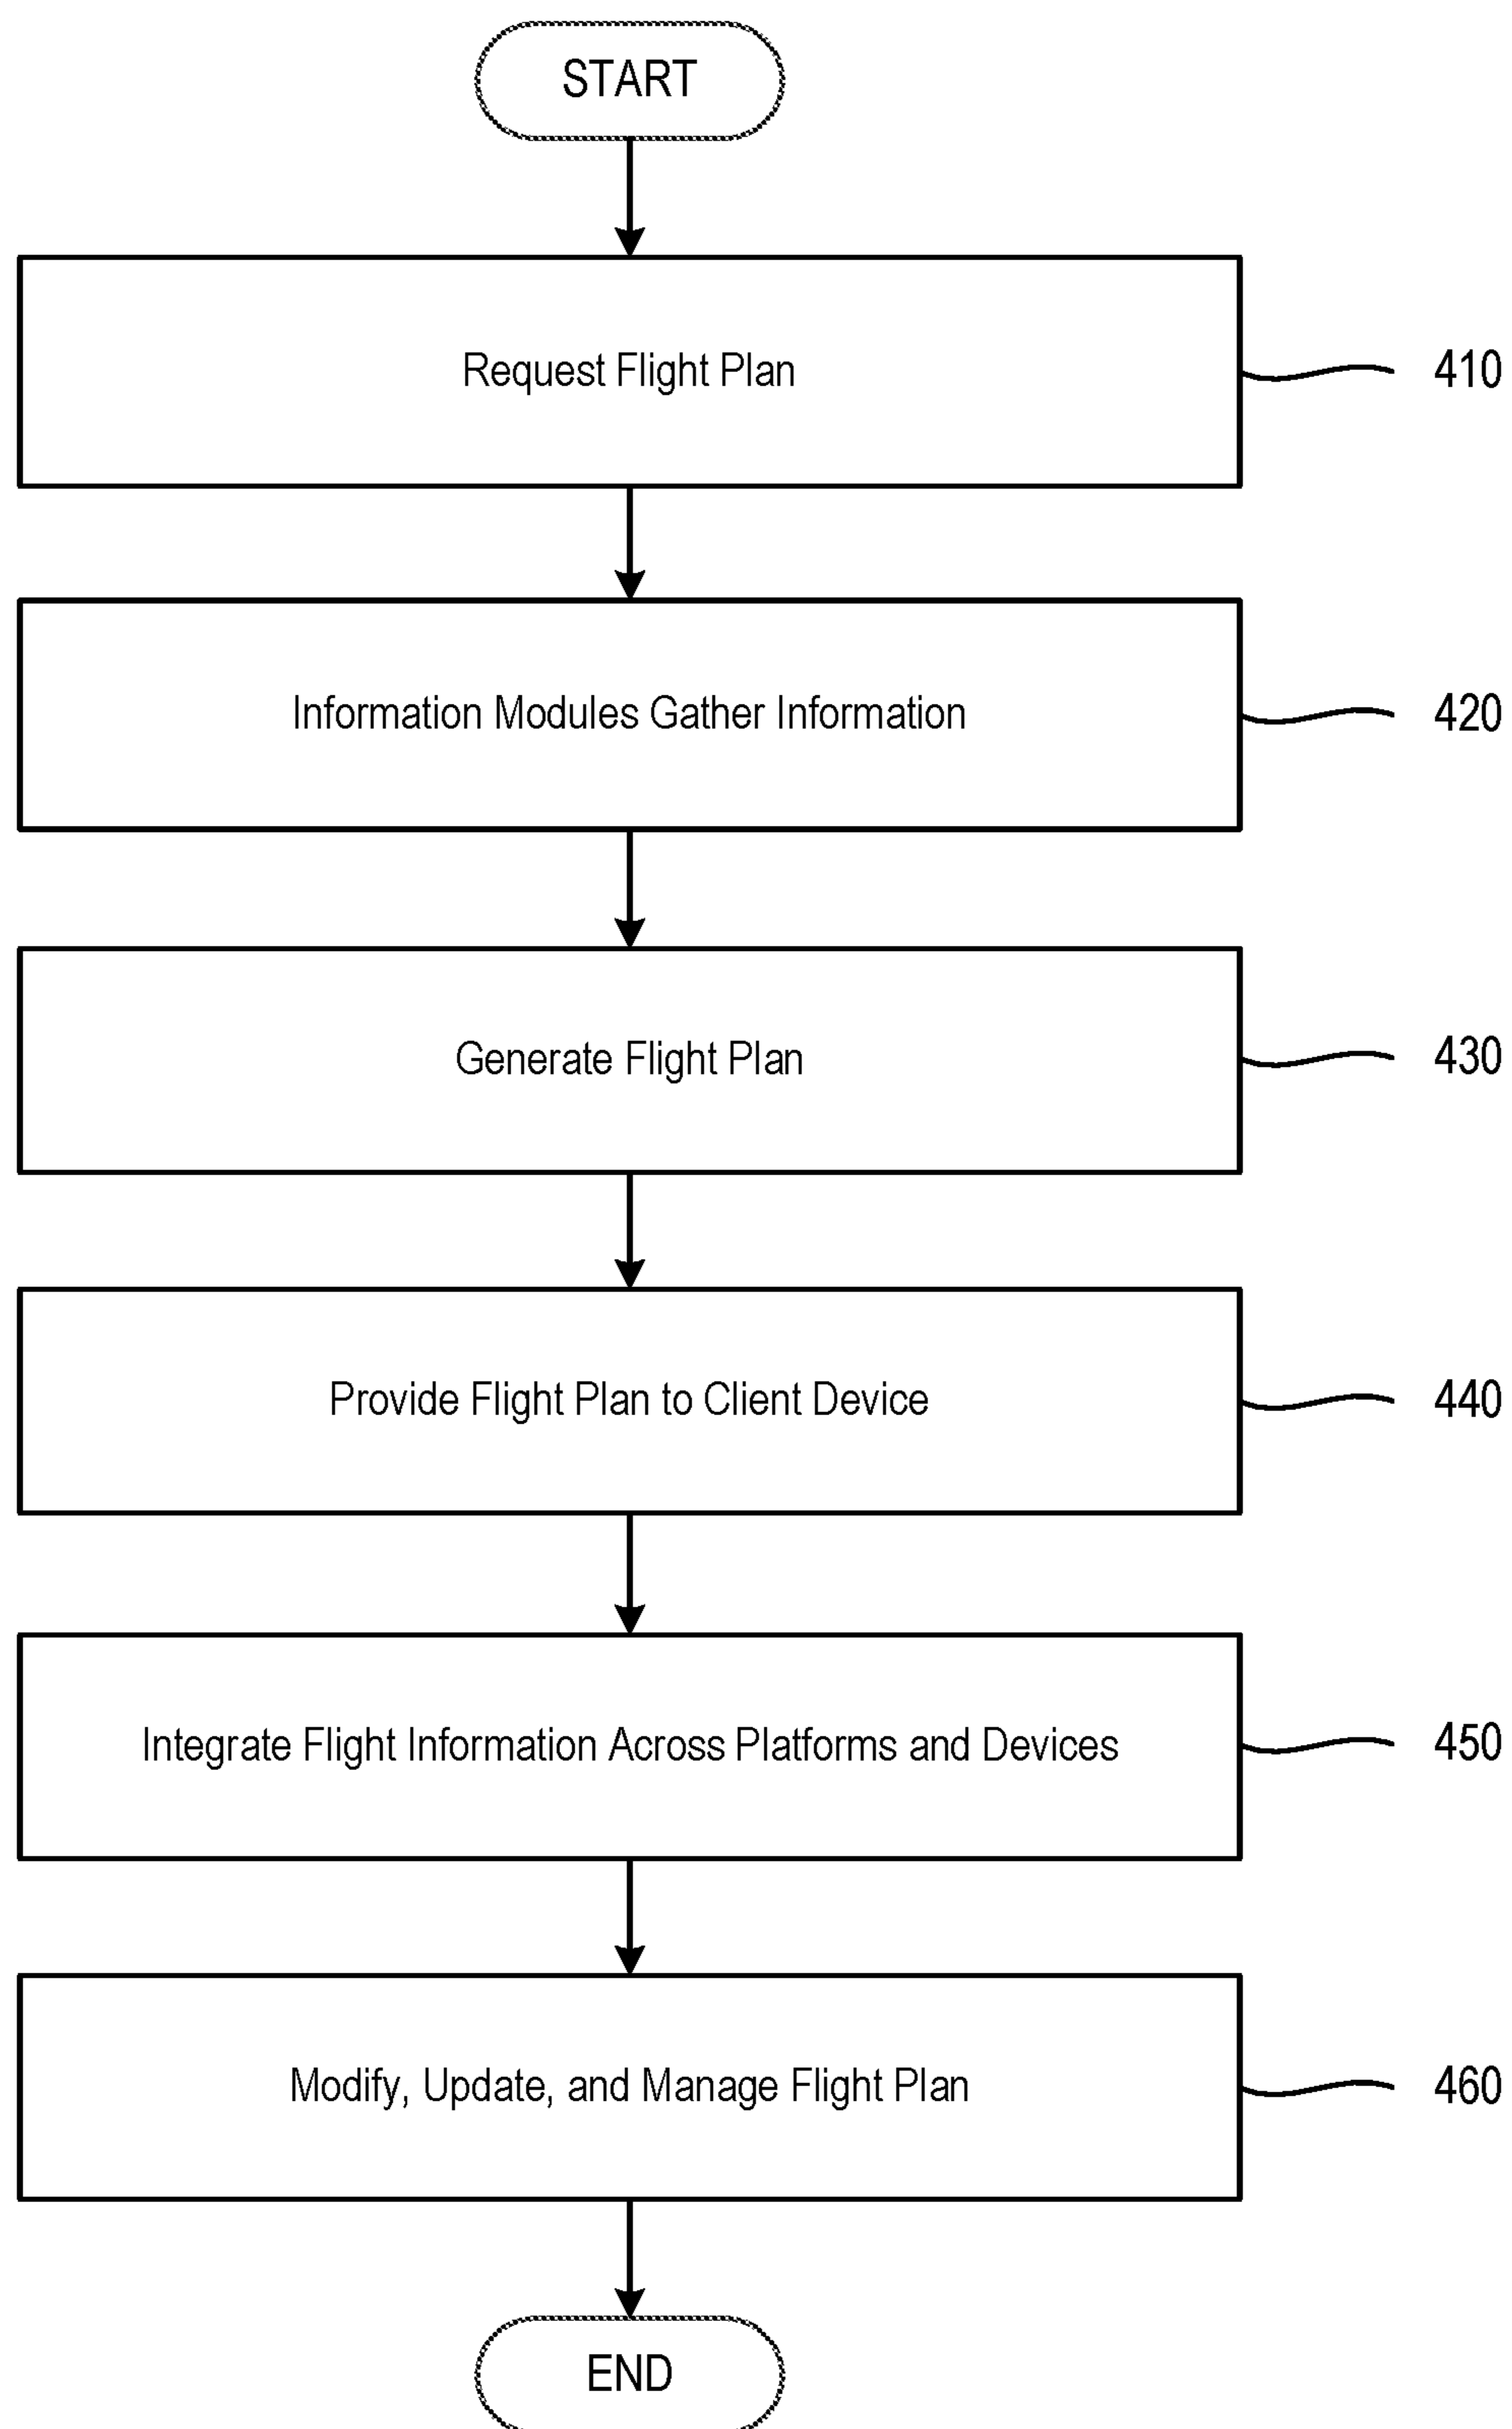 START
Request Flight Plan
410
Information Modules Gather Information
420
Generate Flight Plan
430
Provide Flight Plan to Client Device
440
Integrate Flight Information Across Platforms and Devices
450
Modify, Update, and Manage Flight Plan
460
END